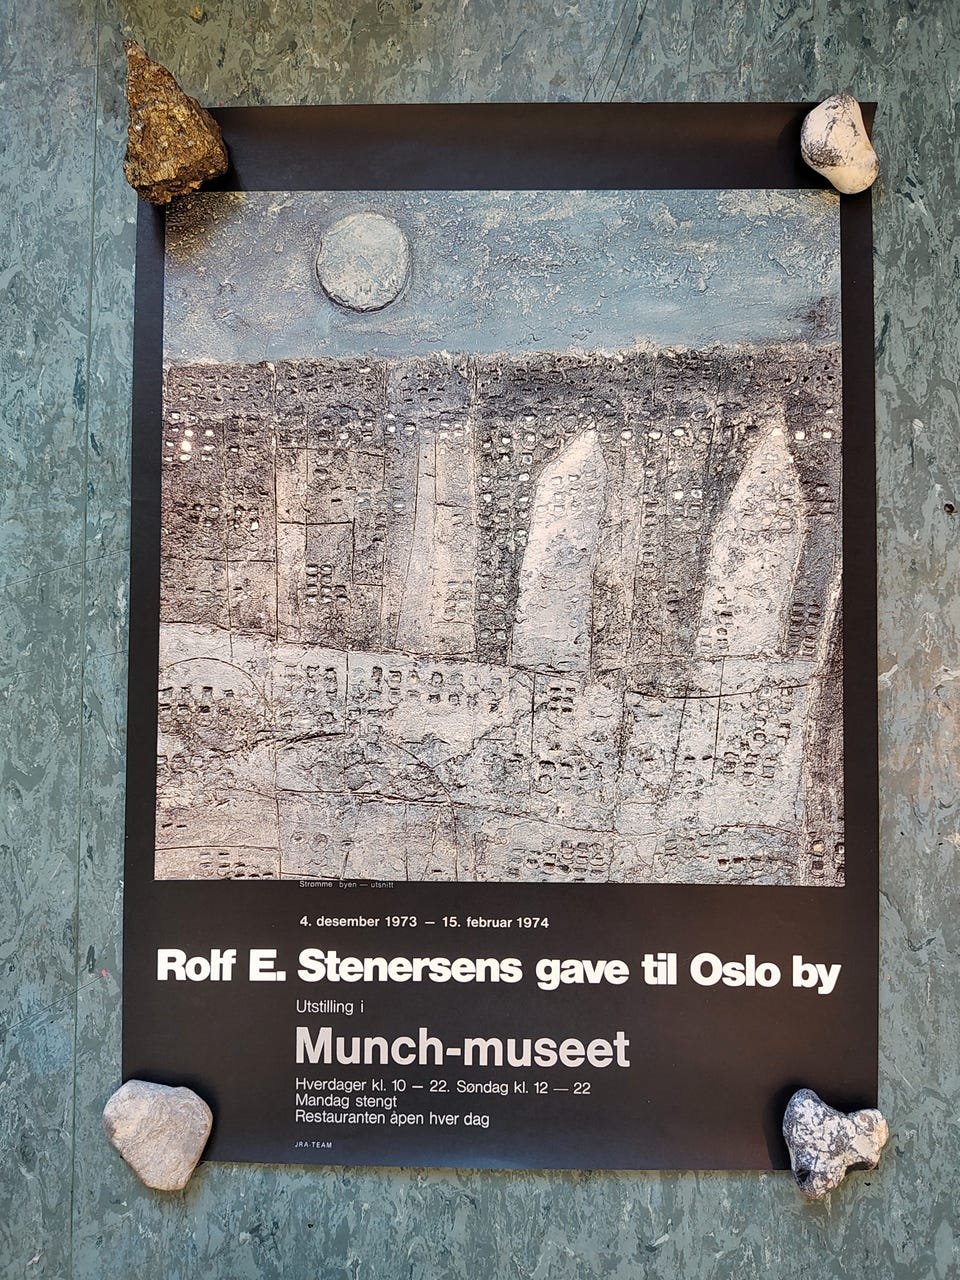 Strømme byen — utsnitt
4. desember 1973 — 15. februar 1974
Rolf E. Stenersens gave til Oslo by
Utstilling i
Munch-museet
Hverdager kl. 10 — 22. Søndag kl. 12 — 22
Mandag stengt
Restauranten åpen hver dag
JRA-TEAM